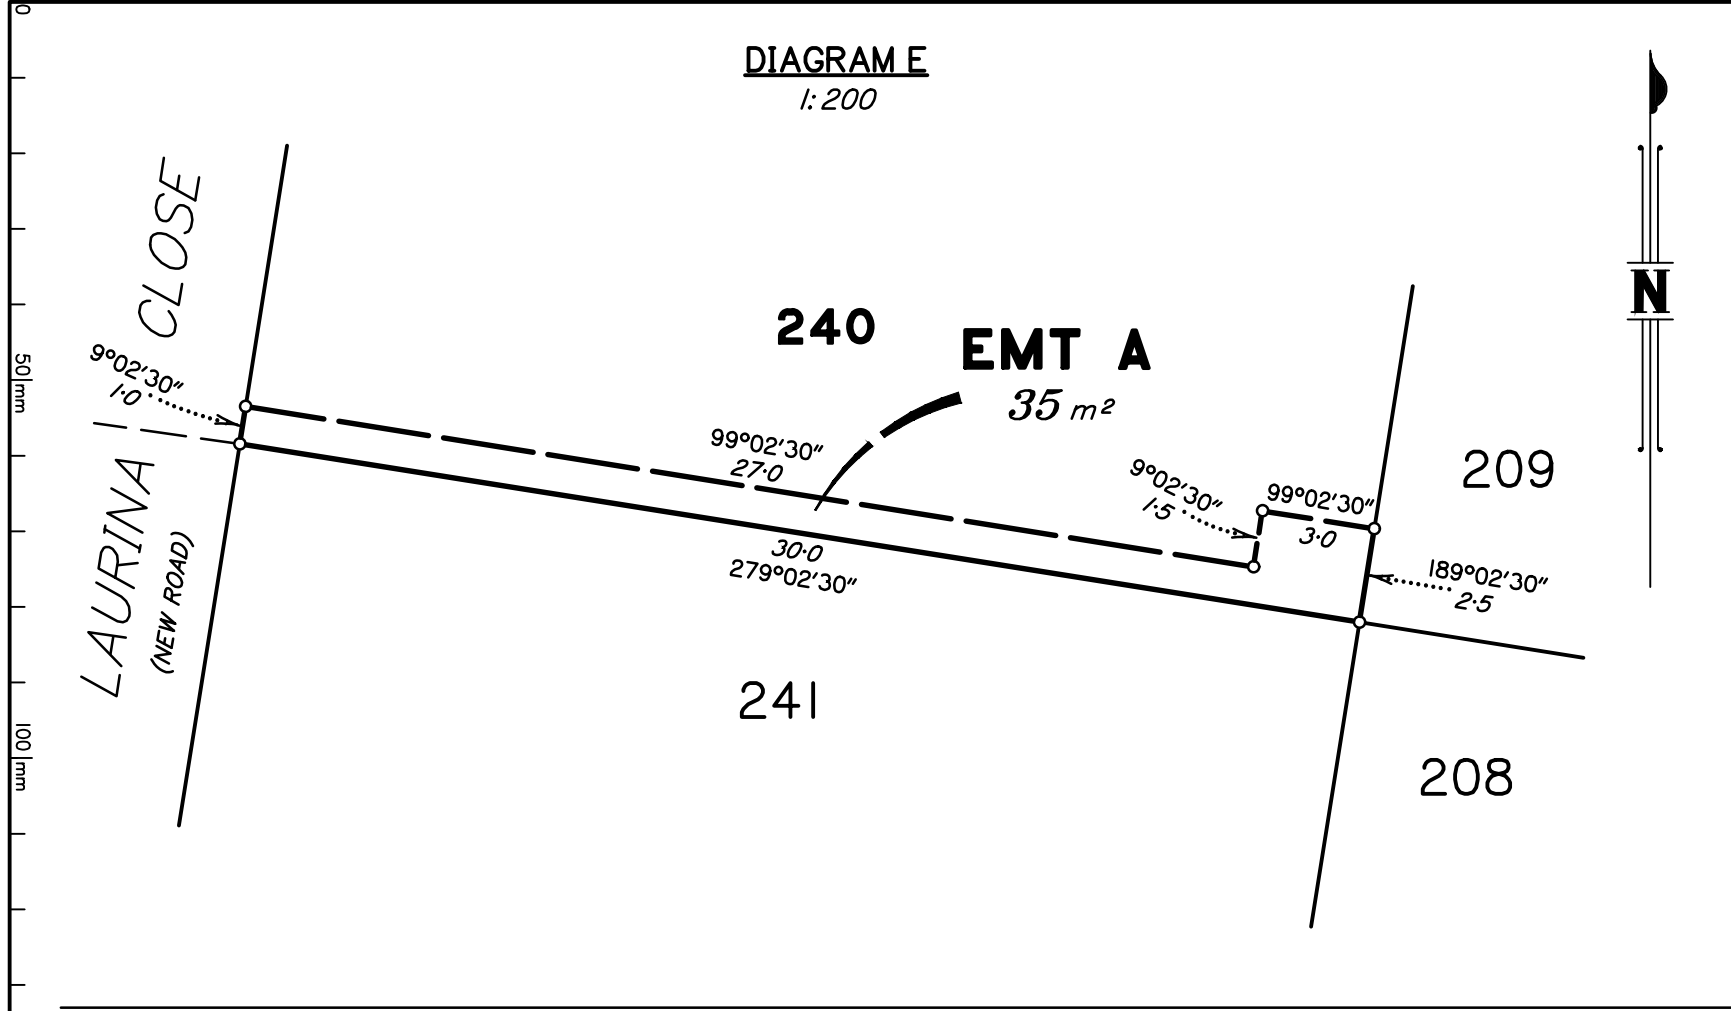 0
DIAGRAM E
1:200
N
LAURINA CLOSE
(NEW ROAD)
240
EMT A
35 m²
9°02'30"
1·0
50 mm
99°02'30"
27·0
9°02'30"
1·5
99°02'30"
3·0
209
30·0
279°02'30"
189°02'30"
2·5
241
208
100 mm